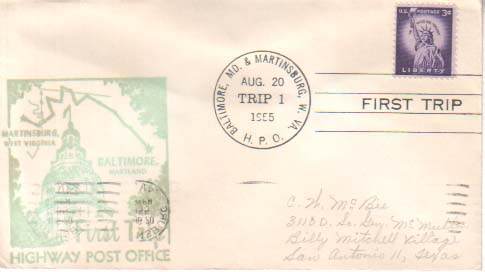 U.S. POSTAGE 3¢
LIBERTY
BALTIMORE, MD. & MARTINSBURG, W. VA.
AUG. 20
TRIP 1
1955
H. P. O.
FIRST TRIP
MARTINSBURG,
WEST VIRGINIA
BALTIMORE,
MARYLAND
First Trip
HIGHWAY POST OFFICE
C. W. McBee
Billy Mitchell Village
San Antonio 11, Texas